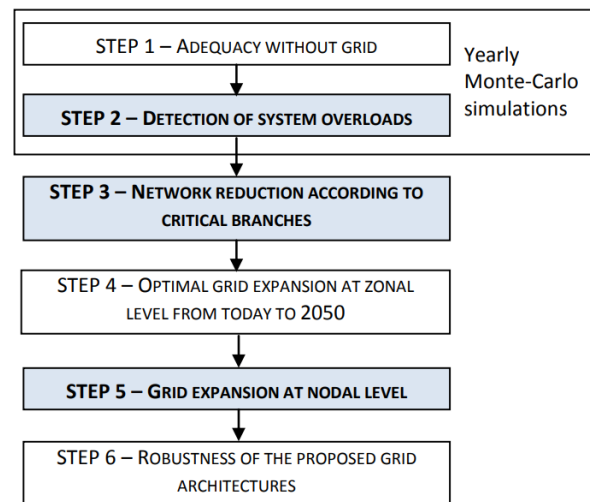 STEP 1 – ADEQUACY WITHOUT GRID
Yearly
Monte-Carlo
simulations
STEP 2 – DETECTION OF SYSTEM OVERLOADS
STEP 3 – NETWORK REDUCTION ACCORDING TO
CRITICAL BRANCHES
STEP 4 – OPTIMAL GRID EXPANSION AT ZONAL
LEVEL FROM TODAY TO 2050
STEP 5 – GRID EXPANSION AT NODAL LEVEL
STEP 6 – ROBUSTNESS OF THE PROPOSED GRID
ARCHITECTURES